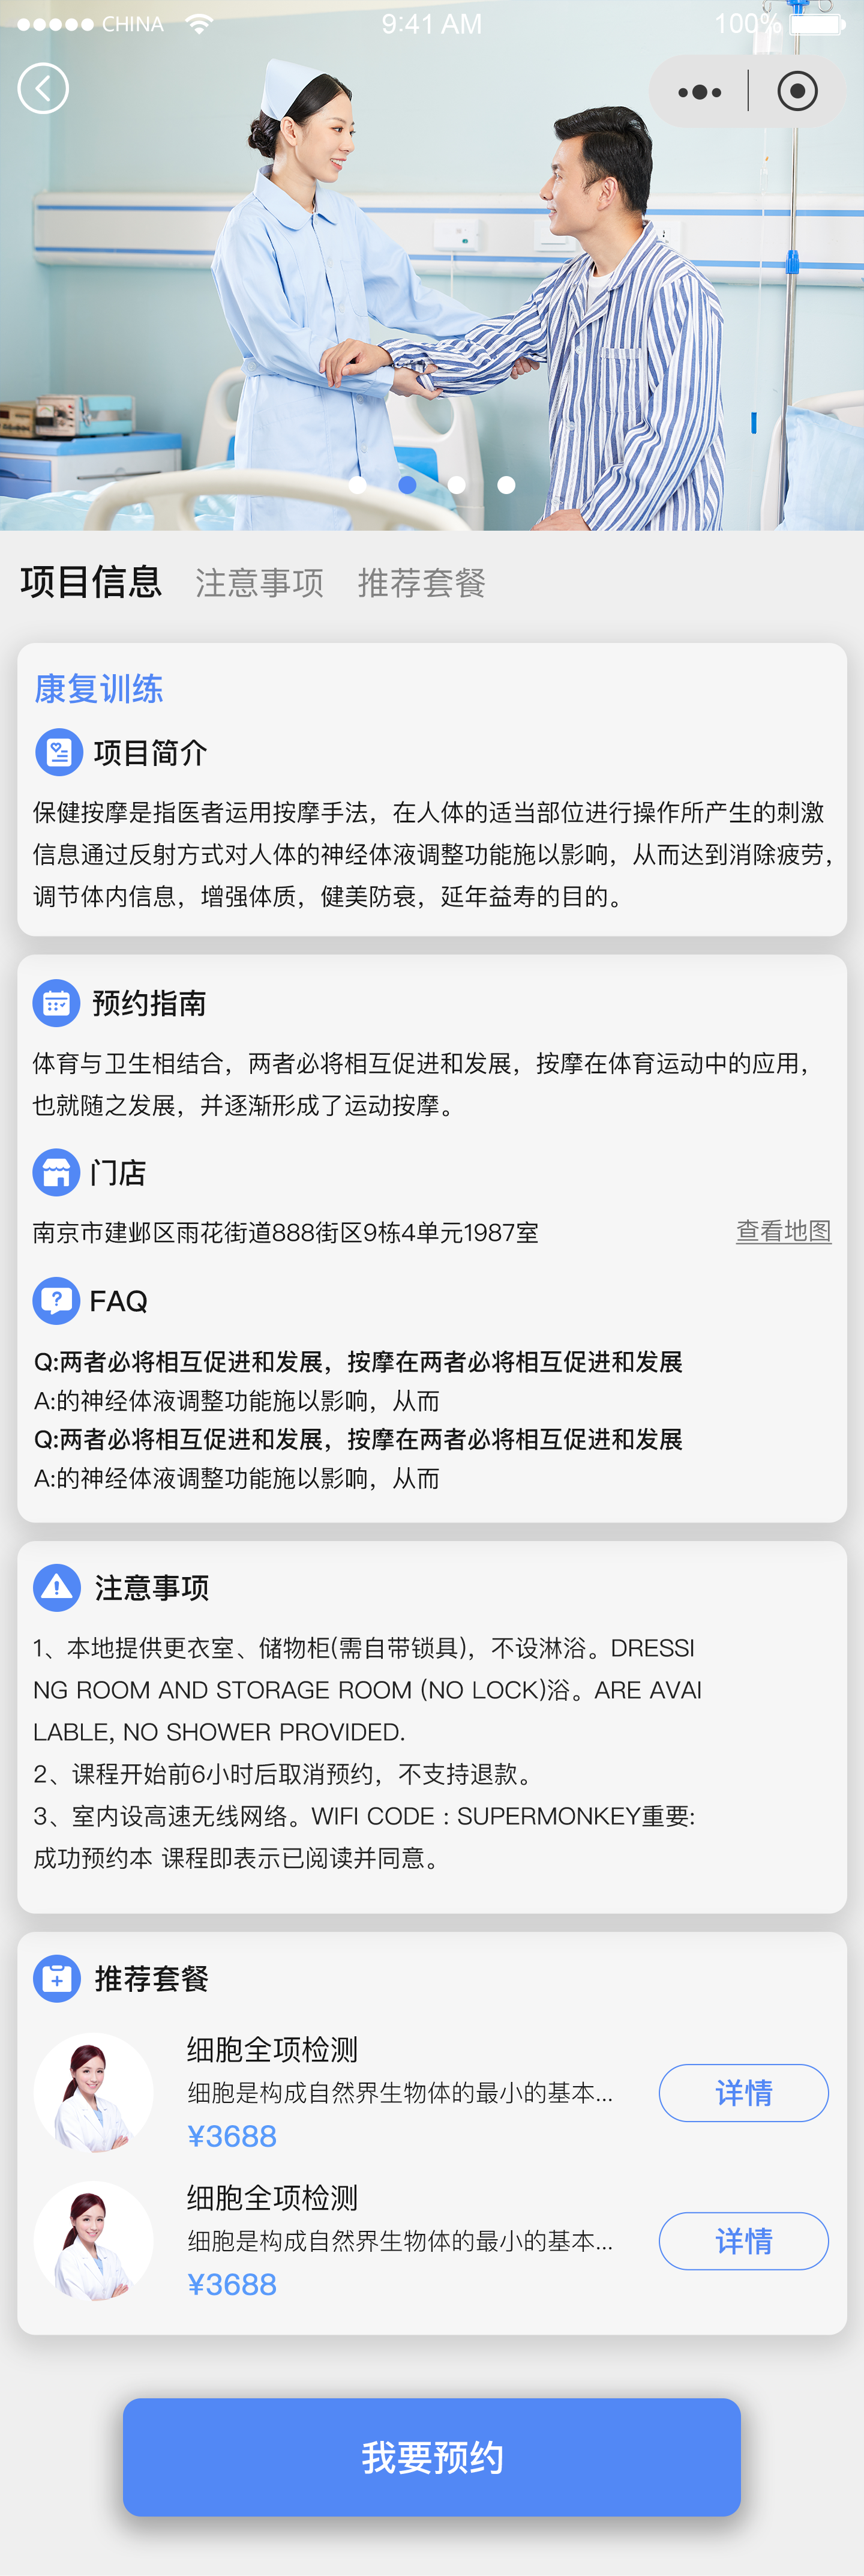 CHINA 9:41 AM 100%
项目信息 注意事项 推荐套餐
康复训练
项目简介
保健按摩是指医者运用按摩手法，在人体的适当部位进行操作所产生的刺激
信息通过反射方式对人体的神经体液调整功能施以影响，从而达到消除疲劳，
调节体内信息，增强体质，健美防衰，延年益寿的目的。
预约指南
体育与卫生相结合，两者必将相互促进和发展，按摩在体育运动中的应用，
也就随之发展，并逐渐形成了运动按摩。
门店
南京市建邺区雨花街道888街区9栋4单元1987室 查看地图
FAQ
Q:两者必将相互促进和发展，按摩在两者必将相互促进和发展
A:的神经体液调整功能施以影响，从而
Q:两者必将相互促进和发展，按摩在两者必将相互促进和发展
A:的神经体液调整功能施以影响，从而
注意事项
1、本地提供更衣室、储物柜(需自带锁具)，不设淋浴。DRESSI
NG ROOM AND STORAGE ROOM (NO LOCK)浴。ARE AVAI
LABLE, NO SHOWER PROVIDED.
2、课程开始前6小时后取消预约，不支持退款。
3、室内设高速无线网络。WIFI CODE : SUPERMONKEY重要:
成功预约本 课程即表示已阅读并同意。
推荐套餐
细胞全项检测
细胞是构成自然界生物体的最小的基本...
¥3688
详情
细胞全项检测
细胞是构成自然界生物体的最小的基本...
¥3688
详情
我要预约